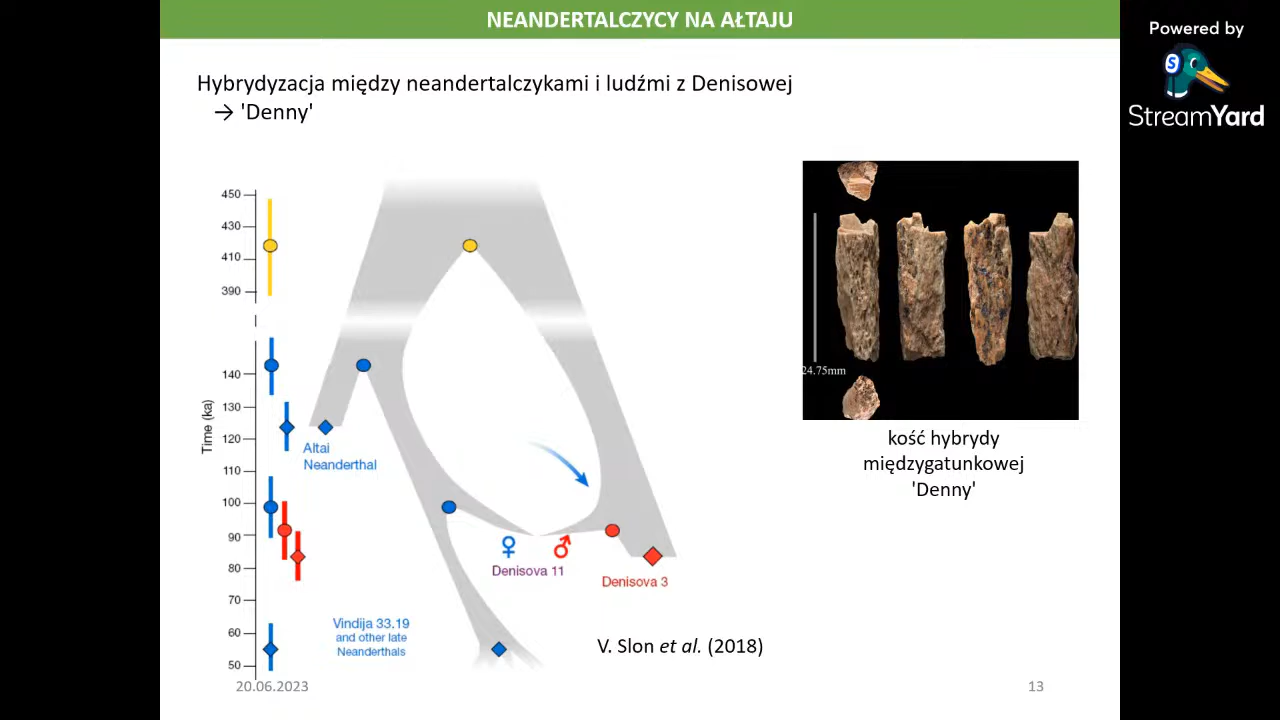 NEANDERTALCZYCY NA AŁTAJU
Powered by
StreamYard
Hybrydyzacja między neandertalczykami i ludźmi z Denisowej
→ 'Denny'
450
430
410
390
140
130
120
110
100
90
80
70
60
50
Time (ka)
Altai
Neanderthal
Denisova 11
Denisova 3
Vindija 33.19
and other late
Neanderthals
24.75mm
kość hybrydy
międzygatunkowej
'Denny'
V. Slon et al. (2018)
20.06.2023
13